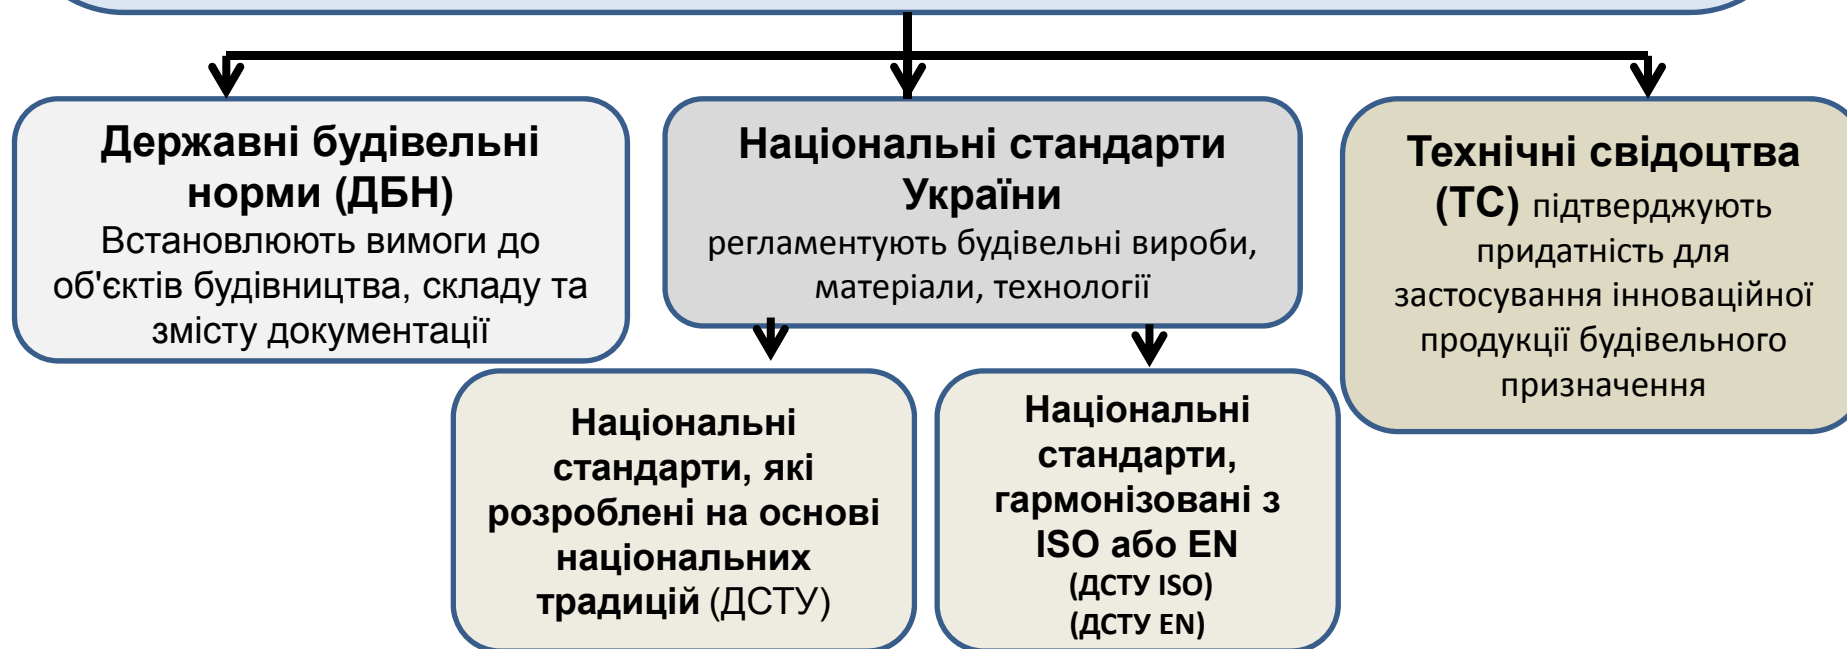 Державні будівельні
норми (ДБН)
Встановлюють вимоги до
об'єктів будівництва, складу та
змісту документації
Національні стандарти
України
регламентують будівельні вироби,
матеріали, технології
Технічні свідоцтва
(ТС) підтверджують
придатність для
застосування інноваційної
продукції будівельного
призначення
Національні
стандарти, які
розроблені на основі
національних
традицій (ДСТУ)
Національні
стандарти,
гармонізовані з
ISO або EN
(ДСТУ ISO)
(ДСТУ EN)